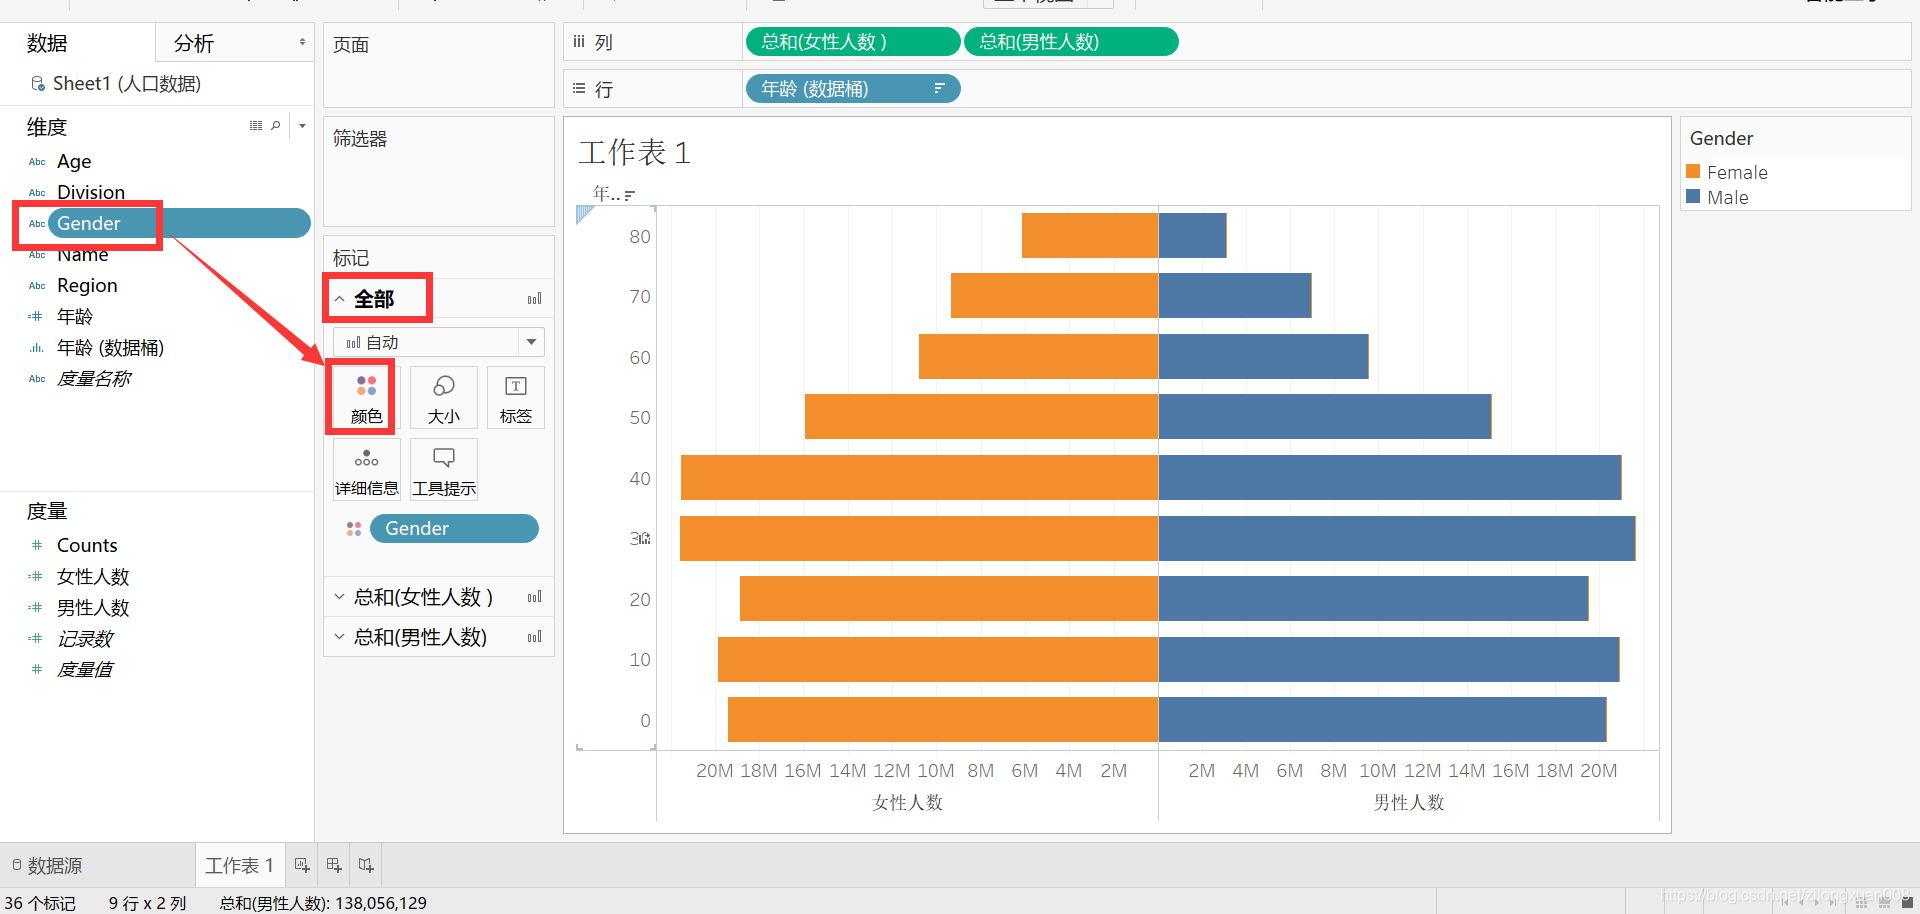 数据
分析
Sheet1 (人口数据)
维度
Abc Age
Abc Division
Abc Gender
Abc Name
Abc Region
年龄
年龄 (数据桶)
Abc 度量名称
度量
Counts
女性人数
男性人数
记录数
度量值
页面
筛选器
标记
全部
自动
颜色
大小
标签
详细信息
工具提示
Gender
总和(女性人数 )
总和(男性人数)
列
总和(女性人数 )
总和(男性人数)
行
年龄 (数据桶)
工作表 1
年..
80
70
60
50
40
30
20
10
0
20M 18M 16M 14M 12M 10M 8M 6M 4M 2M
2M 4M 6M 8M 10M 12M 14M 16M 18M 20M
女性人数
男性人数
Gender
Female
Male
数据源
工作表 1
36 个标记
9 行 x 2 列
总和(男性人数): 138,056,129